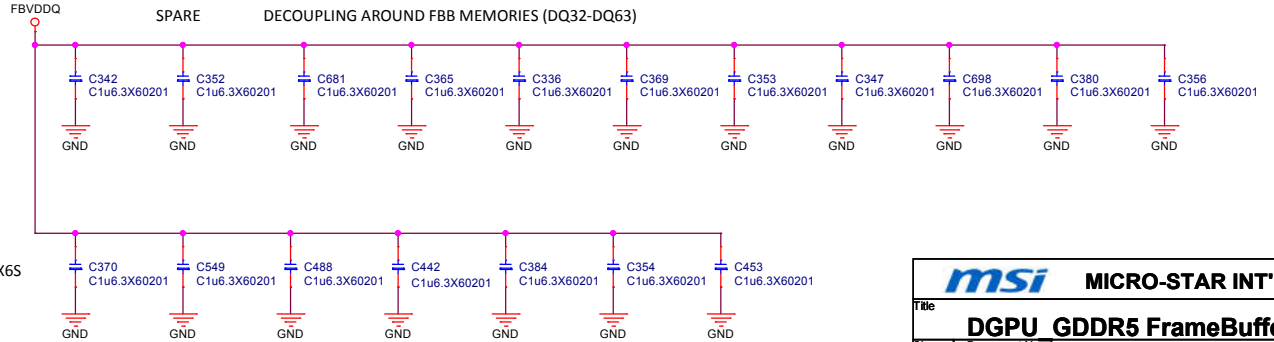 FBVDDQ
SPARE DECOUPLING AROUND FBB MEMORIES (DQ32-DQ63)
C342 C352 C681 C365 C336 C369 C353 C347 C698 C380 C356
C1u6.3X60201 C1u6.3X60201 C1u6.3X60201 C1u6.3X60201 C1u6.3X60201 C1u6.3X60201 C1u6.3X60201 C1u6.3X60201 C1u6.3X60201 C1u6.3X60201 C1u6.3X60201
GND GND GND GND GND GND GND GND GND GND GND
X6S
C370 C549 C488 C442 C384 C354 C453
C1u6.3X60201 C1u6.3X60201 C1u6.3X60201 C1u6.3X60201 C1u6.3X60201 C1u6.3X60201 C1u6.3X60201
GND GND GND GND GND GND GND
msi MICRO-STAR INT'
Title
DGPU_GDDR5 FrameBuffe